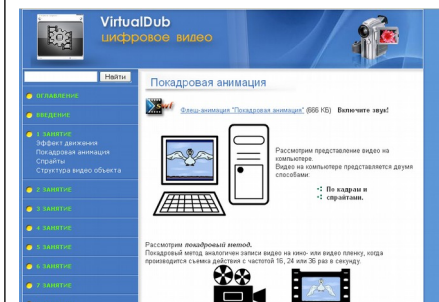 VirtualDub
цифровое видео
Найти
Покадровая анимация
ОГЛАВЛЕНИЕ
ВВЕДЕНИЕ
1 ЗАНЯТИЕ
Эффект движения
Покадровая анимация
Спрайты
Структура видео объекта
2 ЗАНЯТИЕ
3 ЗАНЯТИЕ
4 ЗАНЯТИЕ
5 ЗАНЯТИЕ
6 ЗАНЯТИЕ
7 ЗАНЯТИЕ
Флеш-анимация "Покадровая анимация" (666 КБ) Включите звук!
Рассмотрим представление видео на
компьютере.
Видео на компьютере представляется двумя
способами:
По кадрам и
спрайтами.
Рассмотрим покадровый метод.
Покадровый метод аналогичен записи видео на кино- или видео пленку, когда
производится съемка действия с частотой 16, 24 или 36 раз в секунду.